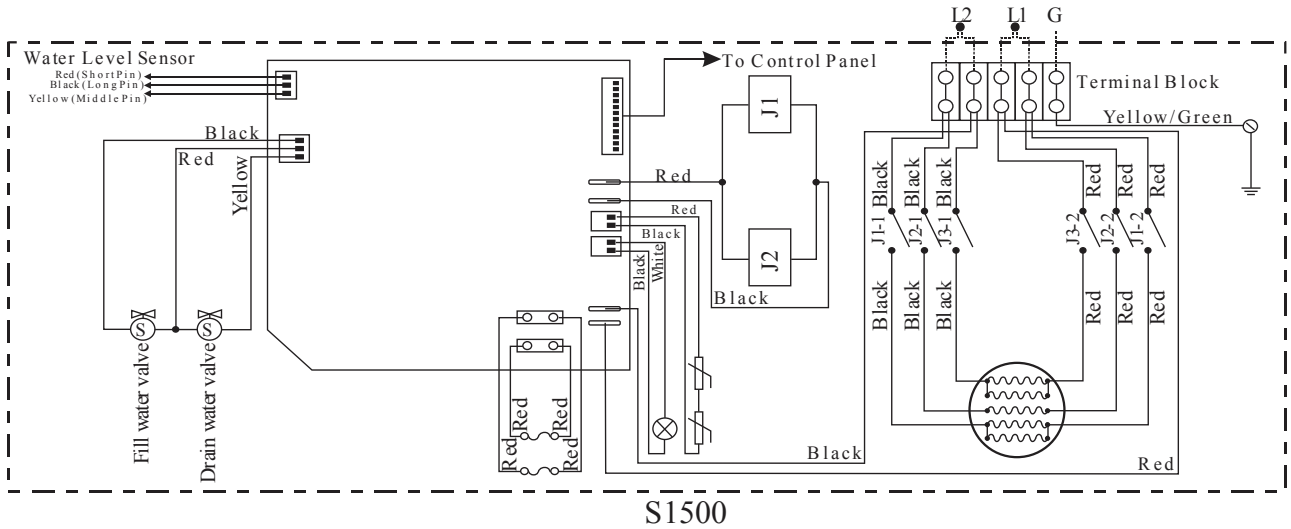 L2 L1 G
Water Level Sensor
Red(ShortPin)
Black(LongPin)
Yellow(MiddlePin)
To Control Panel
Terminal Block
Yellow/Green
Black
Red
Yellow
J1
Red
Red
Black
Black
White
J2
Black
Black
Black
Black
J1-1
J2-1
J3-1
Red
Red
Red
J3-2
J2-2
J1-2
Black
Black
Black
Red
Red
Red
S
S
Fill water valve
Drain water valve
Red
Red
Red
Red
Black
Red
S1500